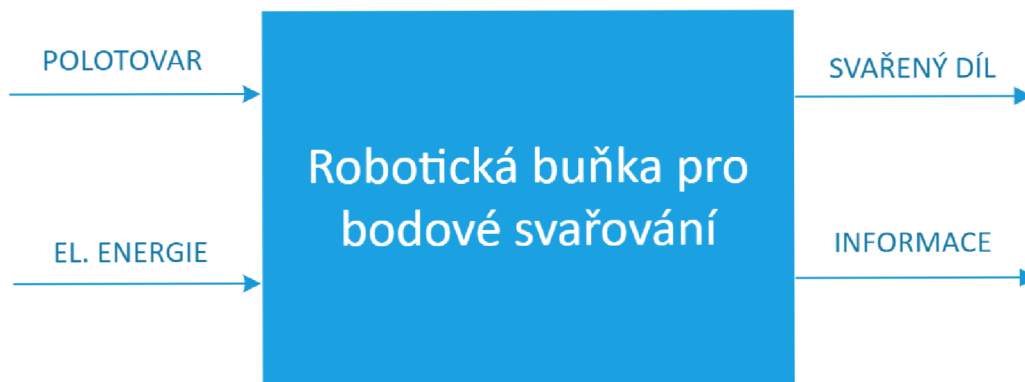 POLOTOVAR
EL. ENERGIE
Robotická buňka pro
bodové svařování
SVAŘENÝ DÍL
INFORMACE